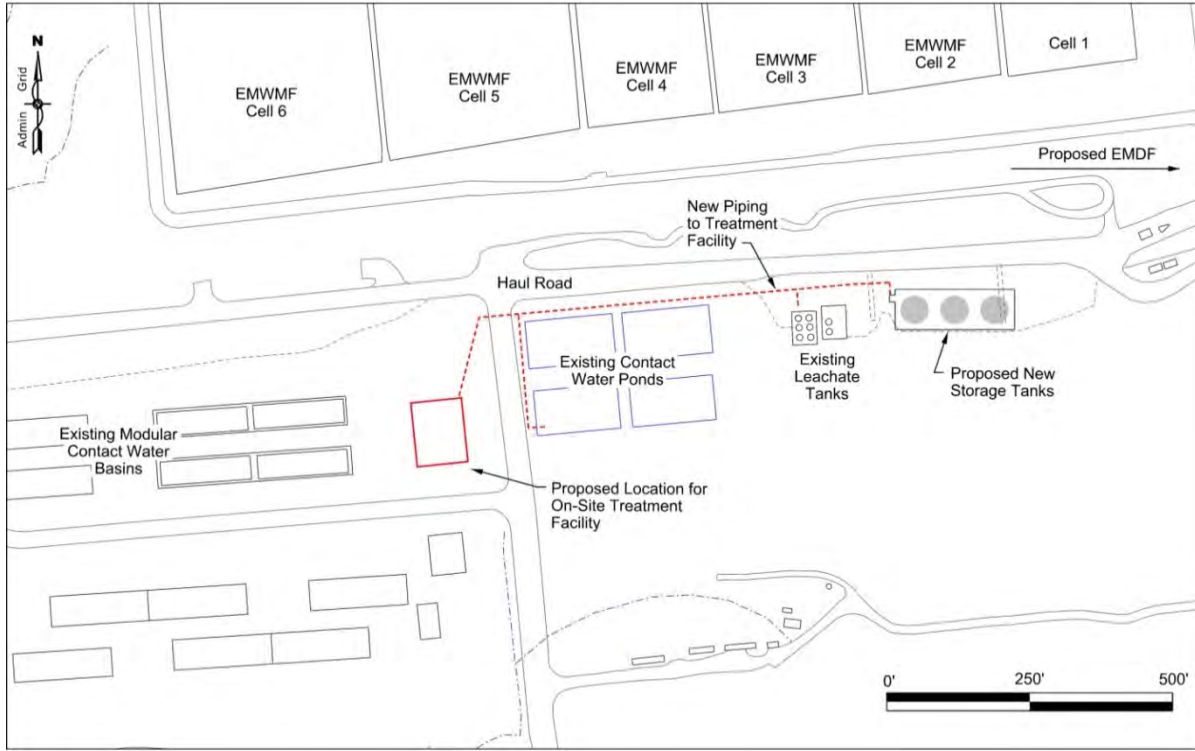 N
Admin Grid
EMWMF
Cell 6
EMWMF
Cell 5
EMWMF
Cell 4
EMWMF
Cell 3
EMWMF
Cell 2
Cell 1
Proposed EMDF
New Piping
to Treatment
Facility
Haul Road
Existing Contact
Water Ponds
Existing
Leachate
Tanks
Proposed New
Storage Tanks
Existing Modular
Contact Water
Basins
Proposed Location for
On-Site Treatment
Facility
0' 250' 500'